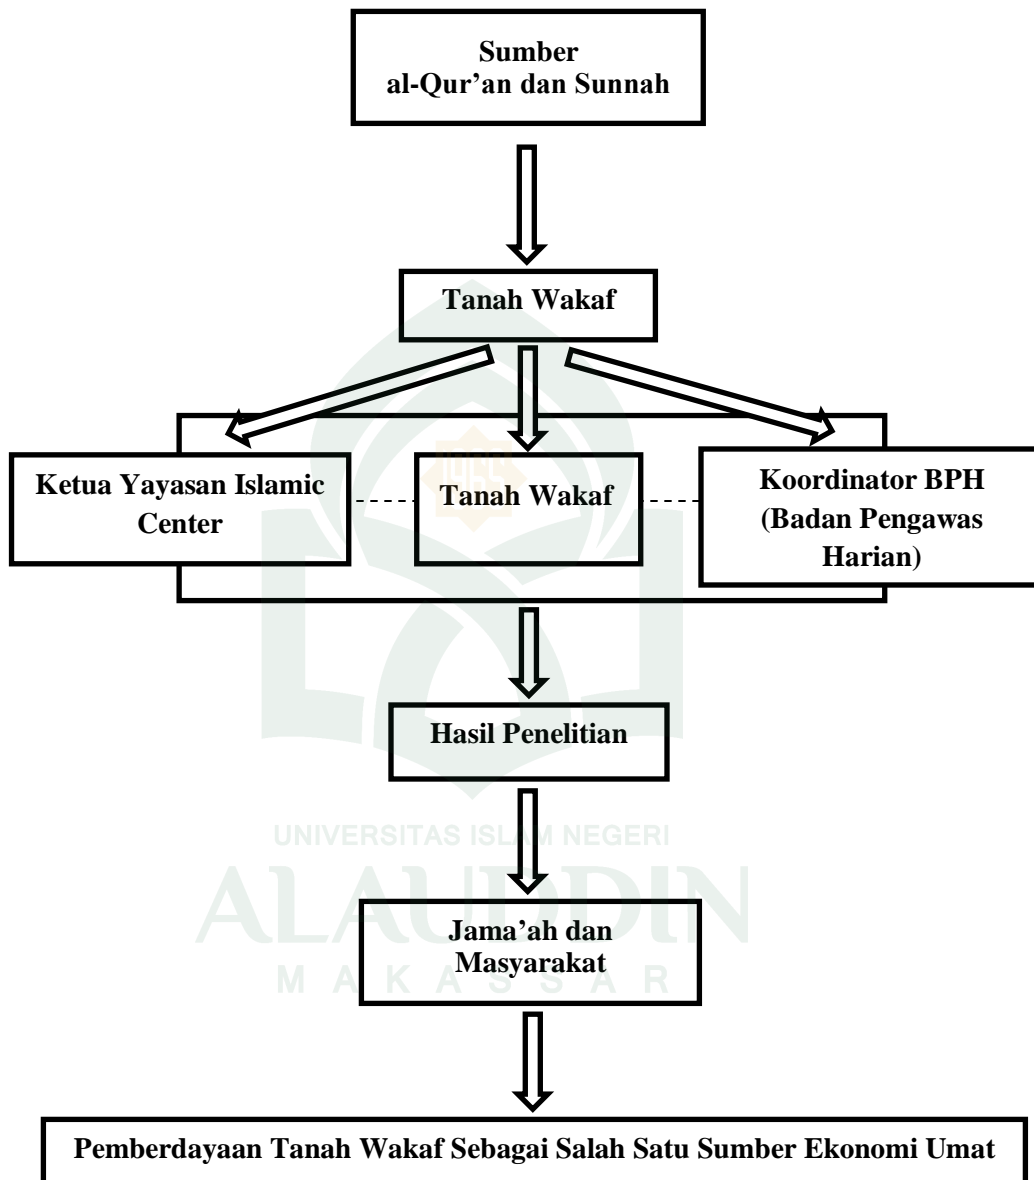 Sumber
al-Qur’an dan Sunnah
Tanah Wakaf
Ketua Yayasan Islamic
Center
Tanah Wakaf
Koordinator BPH
(Badan Pengawas
Harian)
Hasil Penelitian
UNIVERSITAS ISLAM NEGERI
ALAUDDIN
MAKASSAR
Jama’ah dan
Masyarakat
Pemberdayaan Tanah Wakaf Sebagai Salah Satu Sumber Ekonomi Umat